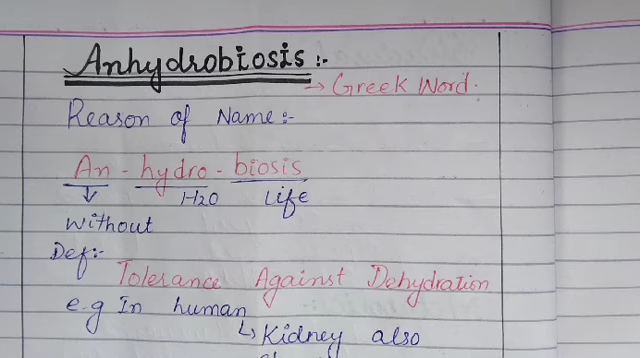 Anhydrobiosis :-
→ Greek Word.
Reason of Name :-
An - hydro - biosis
↓ H2O Life
Without
Def:-
Tolerance Against Dehydration
e.g In human
↳ Kidney also